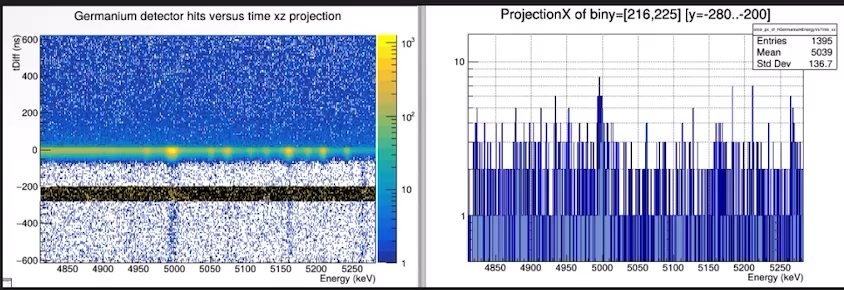 Germanium detector hits versus time xz projection
tDiff (ns)
600
400
200
0
−200
−400
−600
4850 4900 4950 5000 5050 5100 5150 5200 5250
Energy (keV)
10³
10²
10
1
ProjectionX of biny=[216,225] [y=-280..-200]
Entries 1395
Mean 5039
Std Dev 136.7
10
1
4850 4900 4950 5000 5050 5100 5150 5200 5250
Energy (keV)